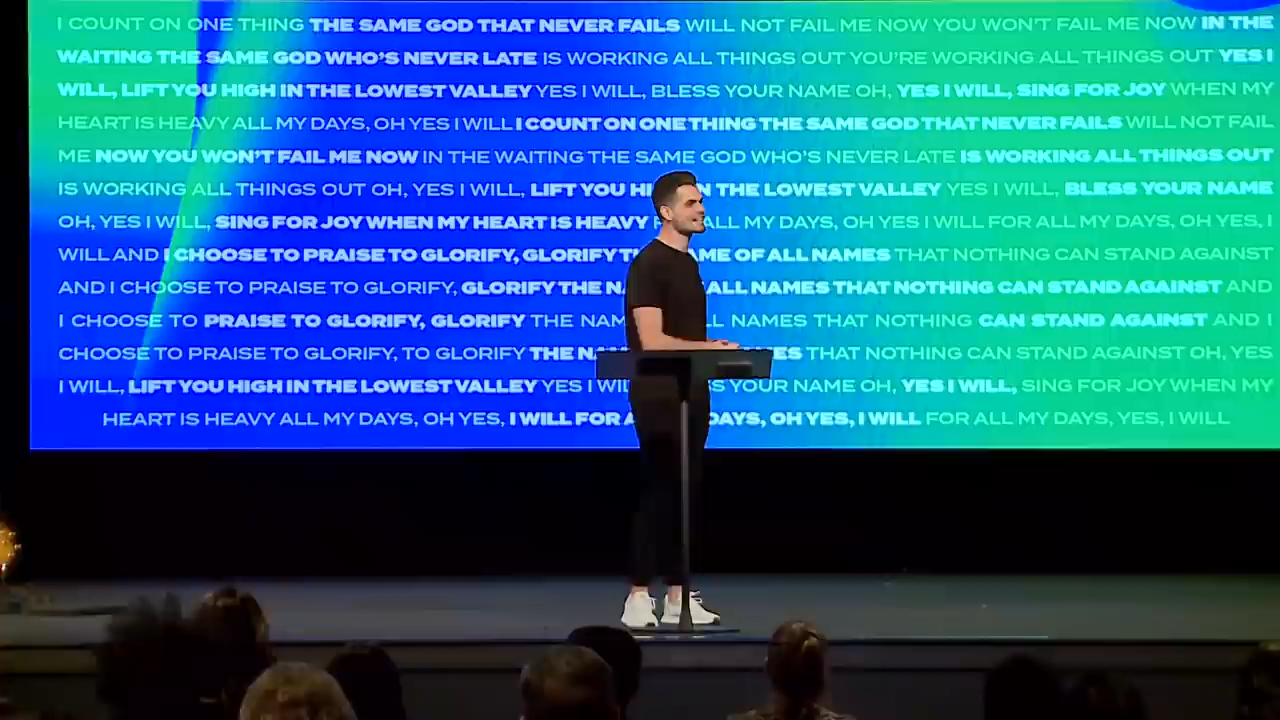 I COUNT ON ONE THING THE SAME GOD THAT NEVER FAILS WILL NOT FAIL ME NOW YOU WON'T FAIL ME NOW IN THE
WAITING THE SAME GOD WHO'S NEVER LATE IS WORKING ALL THINGS OUT YOU'RE WORKING ALL THINGS OUT YES I
WILL, LIFT YOU HIGH IN THE LOWEST VALLEY YES I WILL, BLESS YOUR NAME OH, YES I WILL, SING FOR JOY WHEN MY
HEART IS HEAVY ALL MY DAYS, OH YES I WILL I COUNT ON ONE THING THE SAME GOD THAT NEVER FAILS WILL NOT FAIL
ME NOW YOU WON'T FAIL ME NOW IN THE WAITING THE SAME GOD WHO'S NEVER LATE IS WORKING ALL THINGS OUT
IS WORKING ALL THINGS OUT OH, YES I WILL, LIFT YOU IN THE LOWEST VALLEY YES I WILL, BLESS YOUR NAME
OH, YES I WILL, SING FOR JOY WHEN MY HEART IS HEAVY ALL MY DAYS, OH YES I WILL FOR ALL MY DAYS, OH YES, I
WILL AND I CHOOSE TO PRAISE TO GLORIFY, GLORIFY OF ALL NAMES THAT NOTHING CAN STAND AGAINST
AND I CHOOSE TO PRAISE TO GLORIFY, GLORIFY THE ALL NAMES THAT NOTHING CAN STAND AGAINST AND
I CHOOSE TO PRAISE TO GLORIFY, GLORIFY THE NAMES THAT NOTHING CAN STAND AGAINST AND I
CHOOSE TO PRAISE TO GLORIFY, TO GLORIFY THE THAT NOTHING CAN STAND AGAINST OH, YES
I WILL, LIFT YOU HIGH IN THE LOWEST VALLEY YES I YOUR NAME OH, YES I WILL, SING FOR JOY WHEN MY
HEART IS HEAVY ALL MY DAYS, OH YES, I WILL FOR DAYS, OH YES, I WILL FOR ALL MY DAYS, YES, I WILL